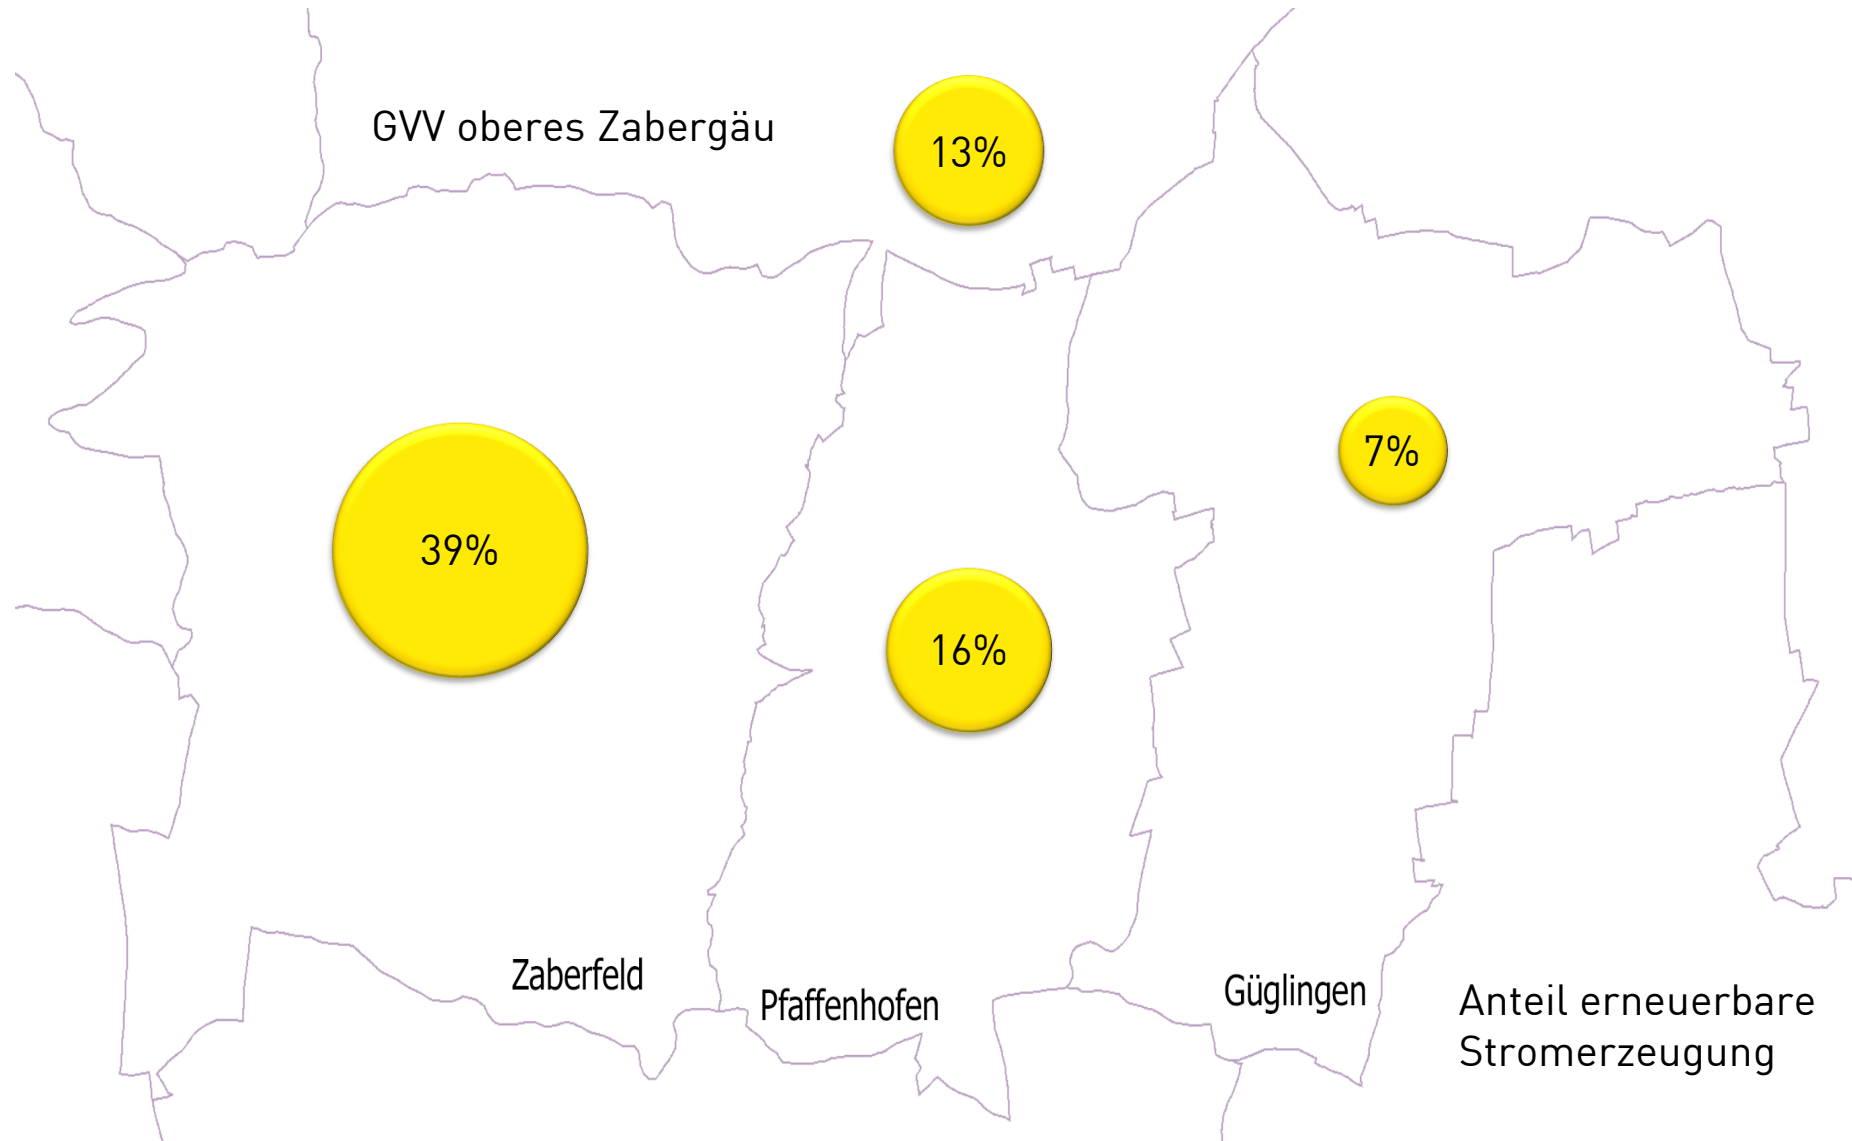 GVV oberes Zabergäu
13%
7%
39%
16%
Zaberfeld
Pfaffenhofen
Güglingen
Anteil erneuerbare
Stromerzeugung